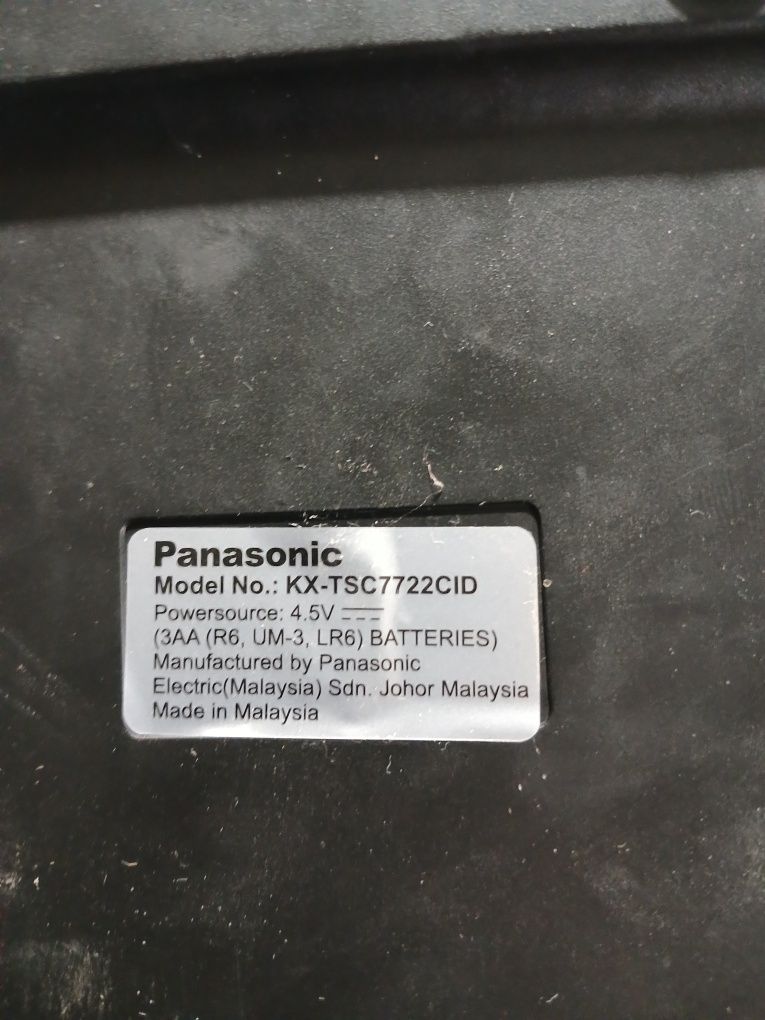 Panasonic
Model No.: KX-TSC7722CID
Powersource: 4.5V ⎓
(3AA (R6, UM-3, LR6) BATTERIES)
Manufactured by Panasonic
Electric(Malaysia) Sdn. Johor Malaysia
Made in Malaysia